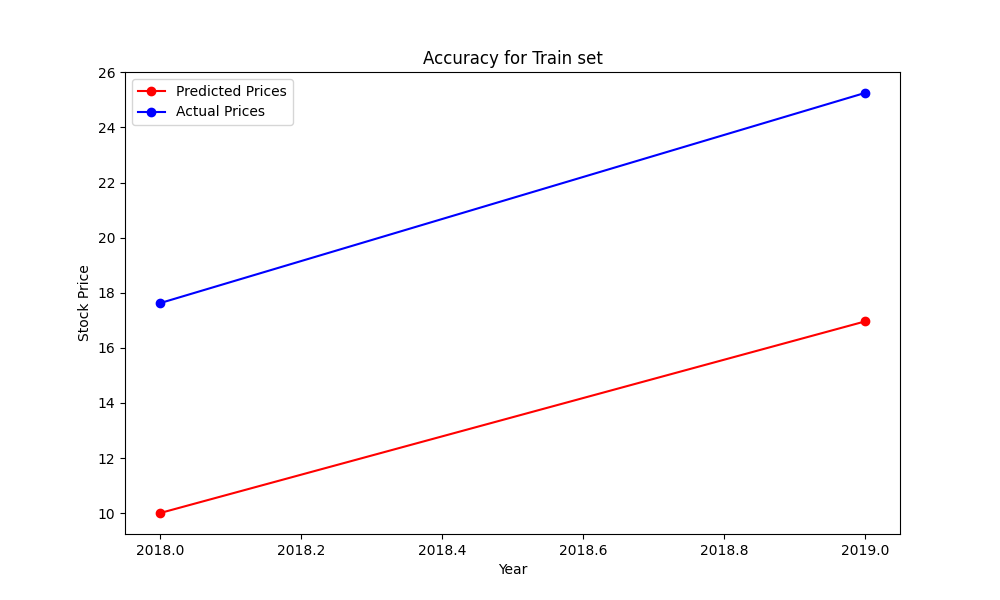 Accuracy for Train set
Predicted Prices
Actual Prices
26
24
22
20
18
16
14
12
10
Stock Price
2018.0 2018.2 2018.4 2018.6 2018.8 2019.0
Year